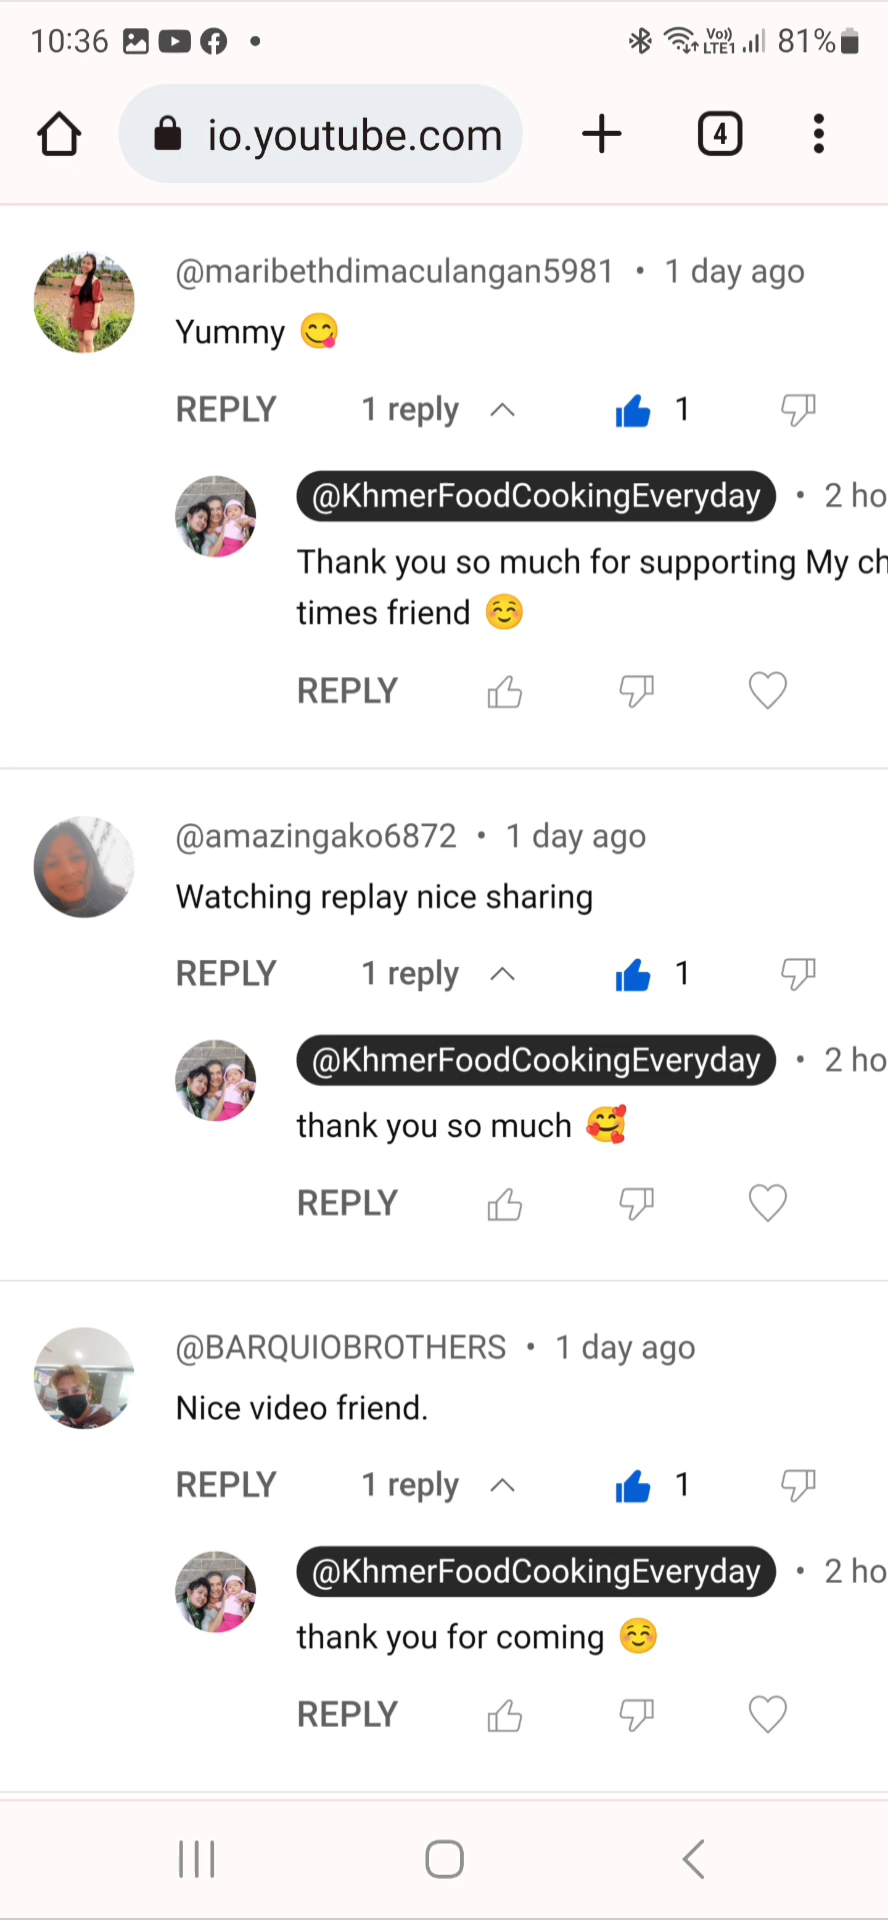 10:36
Vo))
LTE1
81%
io.youtube.com
4
@maribethdimaculangan5981 • 1 day ago
Yummy 😋
REPLY 1 reply 1
@KhmerFoodCookingEveryday • 2 ho
Thank you so much for supporting My ch
times friend ☺️
REPLY
@amazingako6872 • 1 day ago
Watching replay nice sharing
REPLY 1 reply 1
@KhmerFoodCookingEveryday • 2 ho
thank you so much 🥰
REPLY
@BARQUIOBROTHERS • 1 day ago
Nice video friend.
REPLY 1 reply 1
@KhmerFoodCookingEveryday • 2 ho
thank you for coming ☺️
REPLY